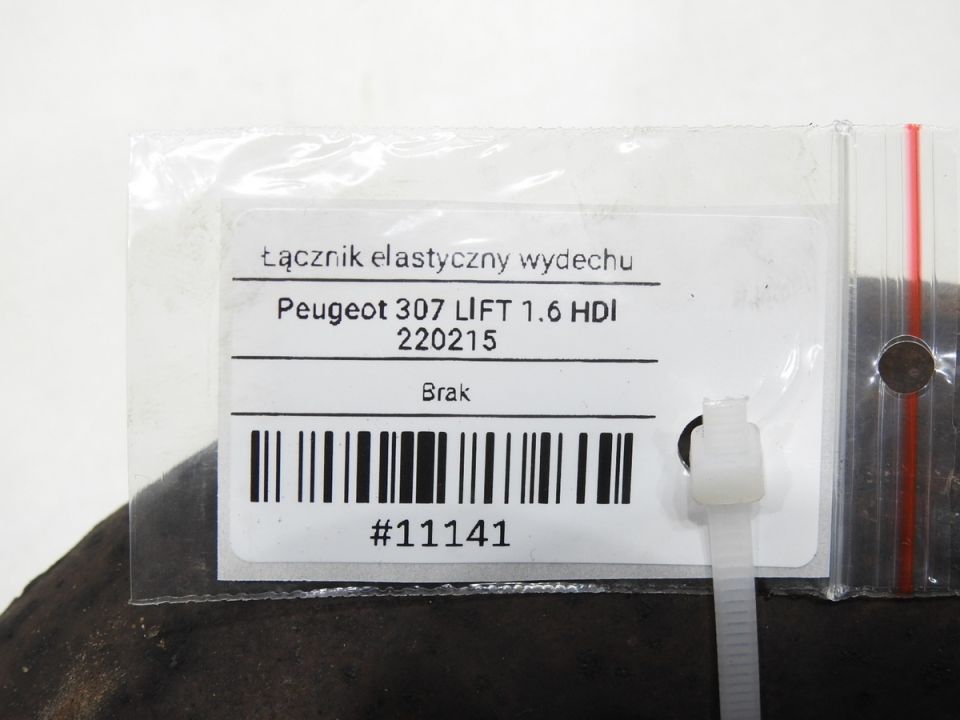 Łącznik elastyczny wydechu
Peugeot 307 LIFT 1.6 HDI
220215
Brak
#11141